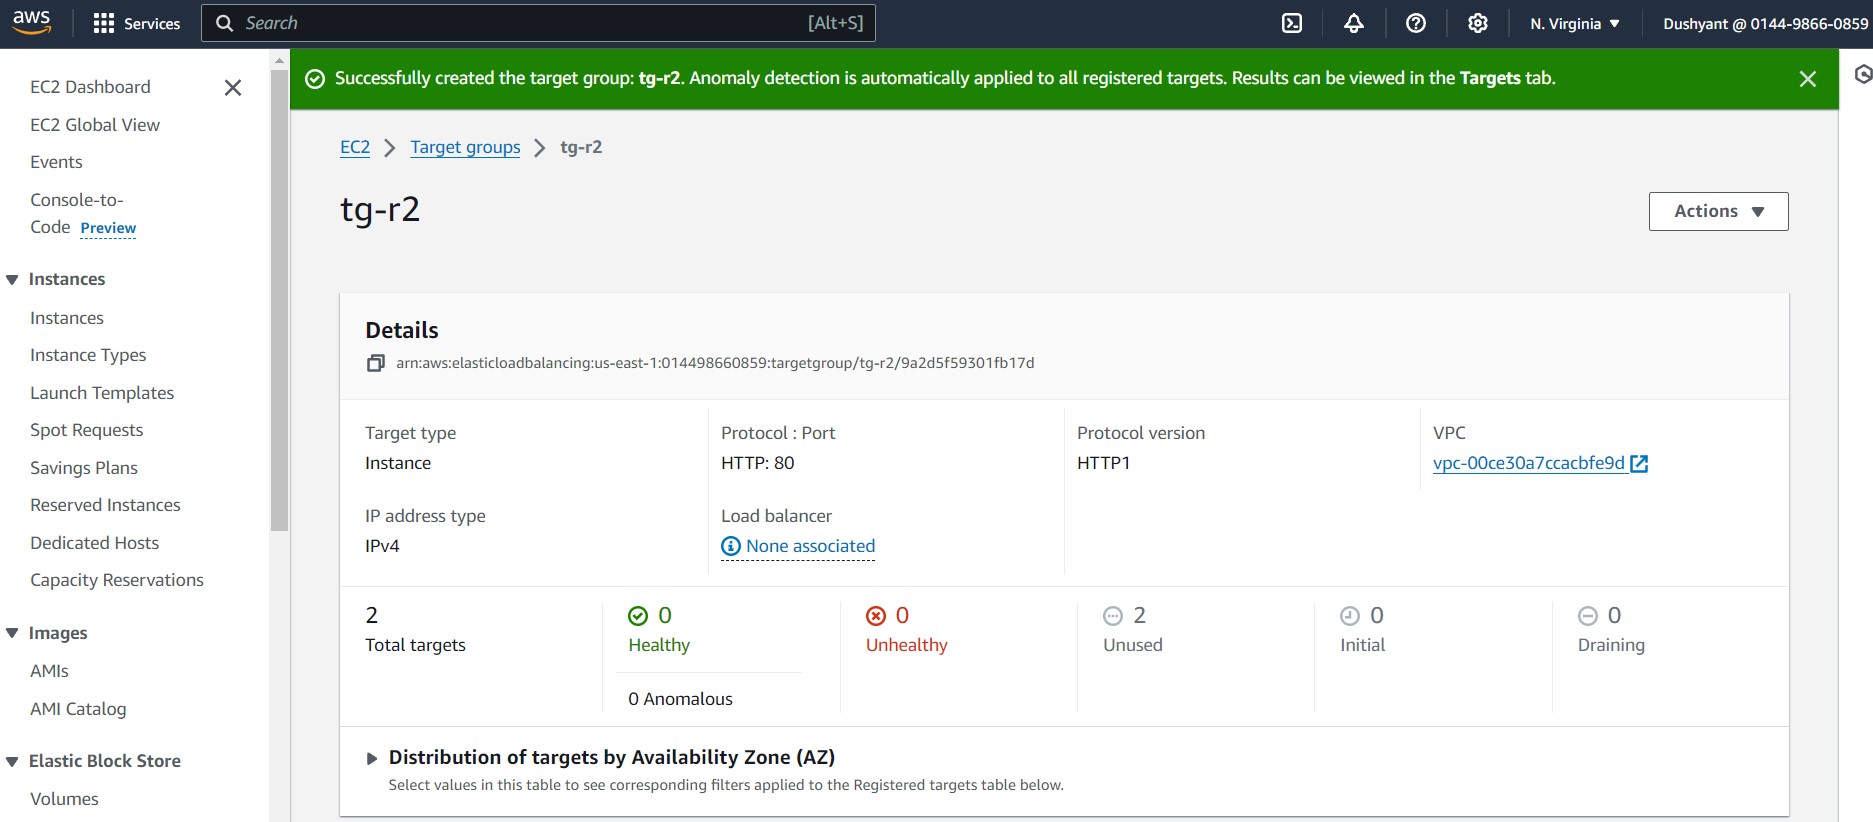 aws
Services
Search
[Alt+S]
N. Virginia
Dushyant @ 0144-9866-0859
EC2 Dashboard
EC2 Global View
Events
Console-to-
Code Preview
Instances
Instances
Instance Types
Launch Templates
Spot Requests
Savings Plans
Reserved Instances
Dedicated Hosts
Capacity Reservations
Images
AMIs
AMI Catalog
Elastic Block Store
Volumes
Successfully created the target group: tg-r2. Anomaly detection is automatically applied to all registered targets. Results can be viewed in the Targets tab.
EC2
Target groups
tg-r2
tg-r2
Actions
Details
arn:aws:elasticloadbalancing:us-east-1:014498660859:targetgroup/tg-r2/9a2d5f59301fb17d
Target type
Instance
Protocol : Port
HTTP: 80
Protocol version
HTTP1
VPC
vpc-00ce30a7ccacbfe9d
IP address type
IPv4
Load balancer
None associated
2
Total targets
0
Healthy
0 Anomalous
0
Unhealthy
2
Unused
0
Initial
0
Draining
Distribution of targets by Availability Zone (AZ)
Select values in this table to see corresponding filters applied to the Registered targets table below.